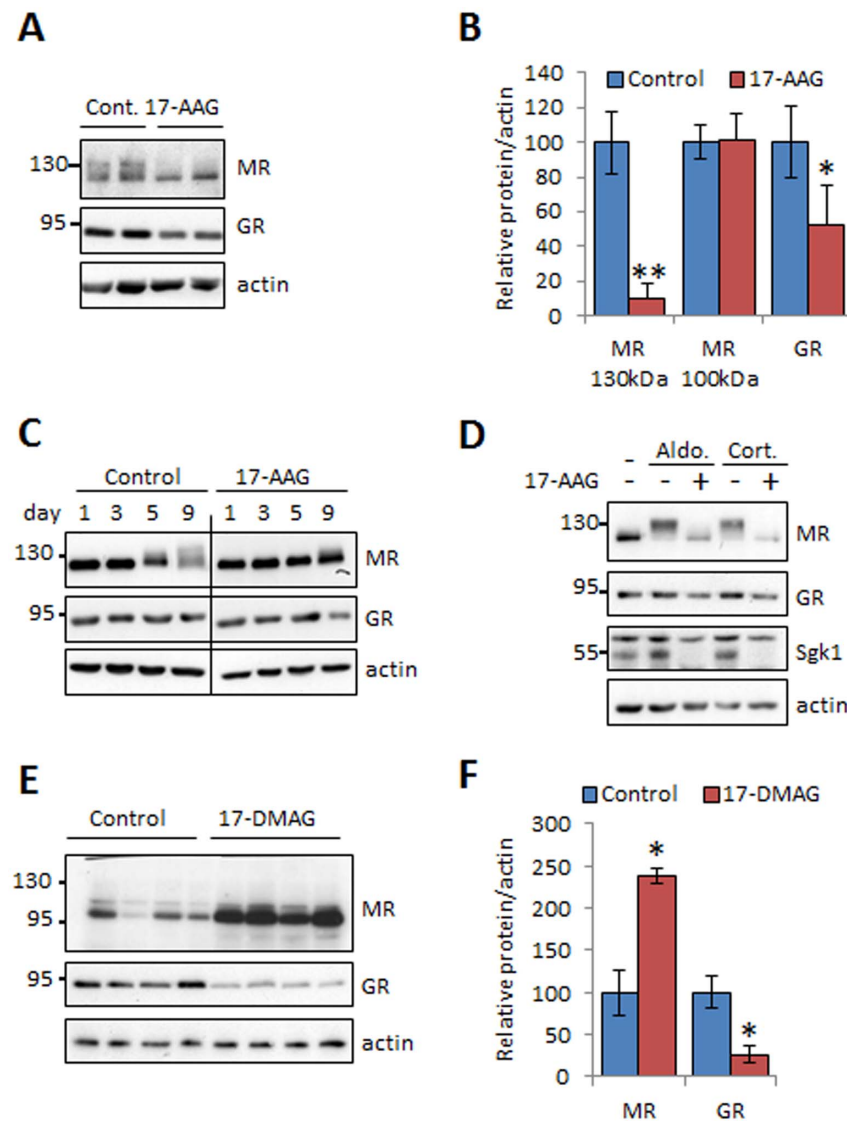 A
Cont. 17-AAG
130
MR
95
GR
actin
B
Control 17-AAG
Relative protein/actin
140
120
100
80
60
40
20
0
**
*
MR 130kDa
MR 100kDa
GR
C
Control 17-AAG
day 1 3 5 9 1 3 5 9
130
MR
95
GR
actin
D
- Aldo. Cort.
17-AAG - - + - +
130
MR
95
GR
55
Sgk1
actin
E
Control 17-DMAG
130
95
MR
95
GR
actin
F
Control 17-DMAG
Relative protein/actin
300
250
200
150
100
50
0
*
*
MR GR